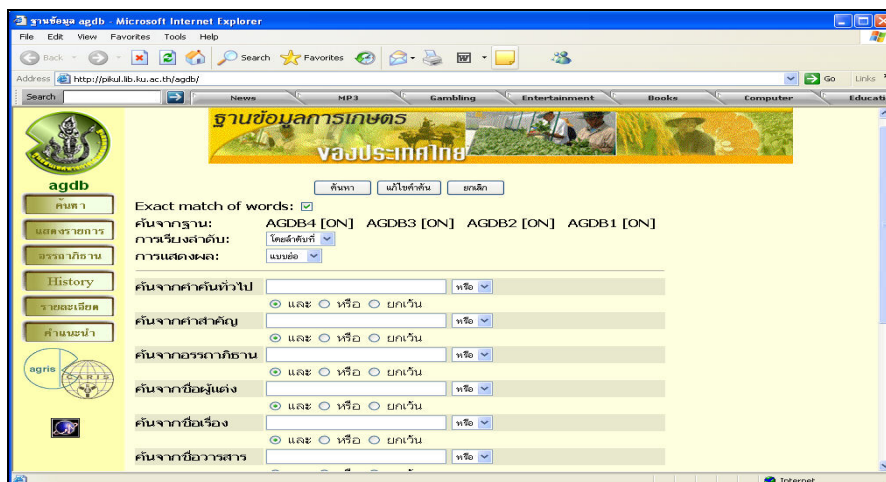 ฐานข้อมูล agdb - Microsoft Internet Explorer
File Edit View Favorites Tools Help
Back Search Favorites
Address http://pikul.lib.ku.ac.th/agdb/ Go Links
Search News MP3 Gambling Entertainment Books Computer Educati
ฐานข้อมูลการเกษตร
ของประเทศไทย
agdb
ค้นหา แก้ไขคำค้น ยกเลิก
ค้นหา
Exact match of words:
ค้นจากฐาน: AGDB4 [ON] AGDB3 [ON] AGDB2 [ON] AGDB1 [ON]
แสดงรายการ
การเรียงลำดับ: โดยลำดับที่
อรรถาภิธาน
การแสดงผล: แบบย่อ
History
ค้นจากคำค้นทั่วไป หรือ
รายละเอียด
และ หรือ ยกเว้น
ค้นจากคำสำคัญ หรือ
คำแนะนำ
และ หรือ ยกเว้น
ค้นจากอรรถาภิธาน หรือ
agris
CARIS
และ หรือ ยกเว้น
ค้นจากชื่อผู้แต่ง หรือ
และ หรือ ยกเว้น
ค้นจากชื่อเรื่อง หรือ
และ หรือ ยกเว้น
ค้นจากชื่อวารสาร หรือ
Internet